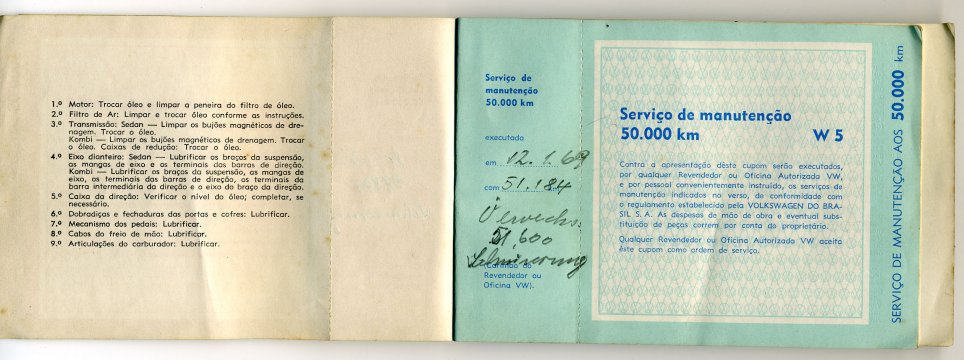 1.º Motor: Trocar óleo e limpar a peneira do filtro de óleo.
2.º Filtro de Ar: Limpar e trocar óleo conforme as instruções.
3.º Transmissão: Sedan — Limpar os bujões magnéticos de dre-
nagem. Trocar o óleo.
Kombi — Limpar os bujões magnéticos de drenagem. Trocar
o óleo. Caixas de redução: Trocar o óleo.
4.º Eixo dianteiro: Sedan — Lubrificar os braços da suspensão,
as mangas de eixo e os terminais das barras de direção.
Kombi — Lubrificar os braços da suspensão, as mangas de
eixo, os terminais das barras de direção, os terminais da
barra intermediária da direção e o eixo do braço da direção.
5.º Caixa da direção: Verificar o nível do óleo; completar, se
necessário.
6.º Dobradiças e fechaduras das portas e cofres: Lubrificar.
7.º Mecanismo dos pedais: Lubrificar.
8.º Cabos do freio de mão: Lubrificar.
9.º Articulações do carburador: Lubrificar.
Serviço de
manutenção
50.000 km
executado
em 12.1.69
com 51.184
Ölwechs.
51,600
Schmierung
(Carimbo do
Revendedor ou
Oficina VW).
Serviço de manutenção
50.000 km W 5
Contra a apresentação dêste cupom serão executados,
por qualquer Revendedor ou Oficina Autorizada VW,
e por pessoal convenientemente instruído, os serviços de
manutenção indicados no verso, de conformidade com
o regulamento estabelecido pela VOLKSWAGEN DO BRA-
SIL S. A. As despesas de mão de obra e eventual subs-
tituição de peças correm por conta do proprietário.
Qualquer Revendedor ou Oficina Autorizada VW aceita
êste cupom como ordem de serviço.
SERVIÇO DE MANUTENÇÃO AOS 50.000 km